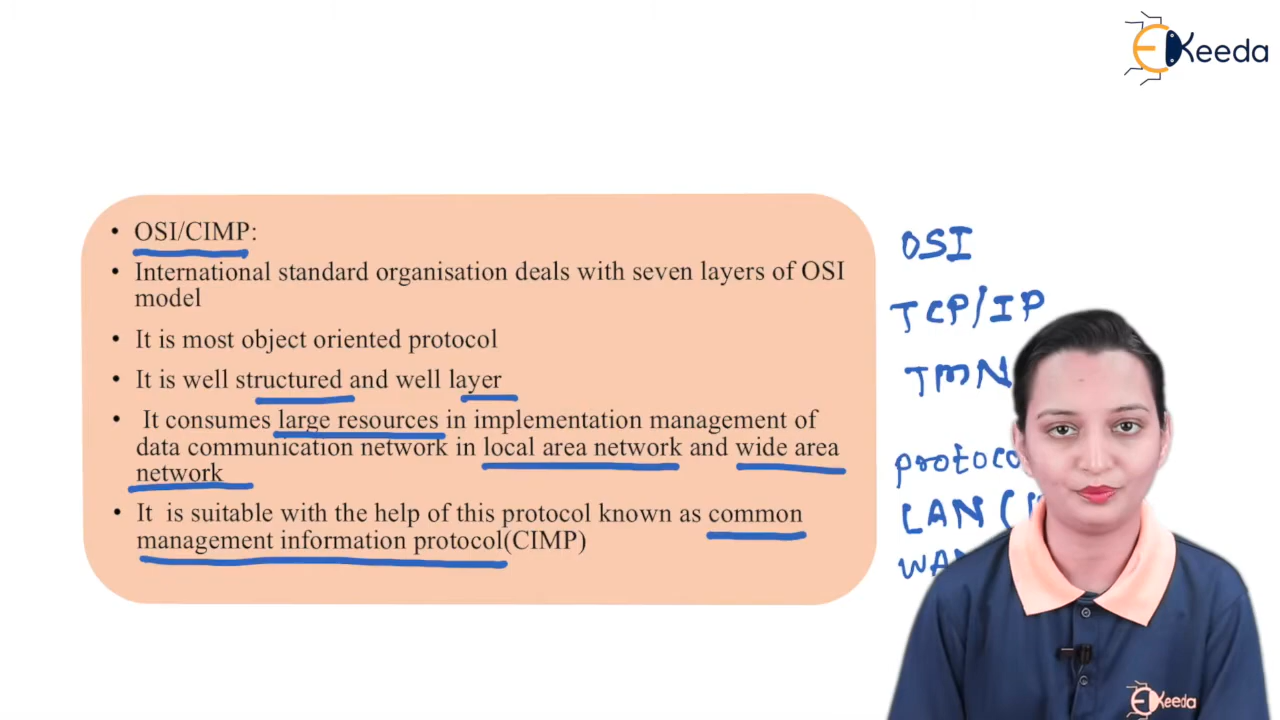 EKeeda
• OSI/CIMP:
• International standard organisation deals with seven layers of OSI
model
• It is most object oriented protocol
• It is well structured and well layer
• It consumes large resources in implementation management of
data communication network in local area network and wide area
network
• It is suitable with the help of this protocol known as common
management information protocol(CIMP)
OSI
TCP/IP
TMN
LAN
EKeeda